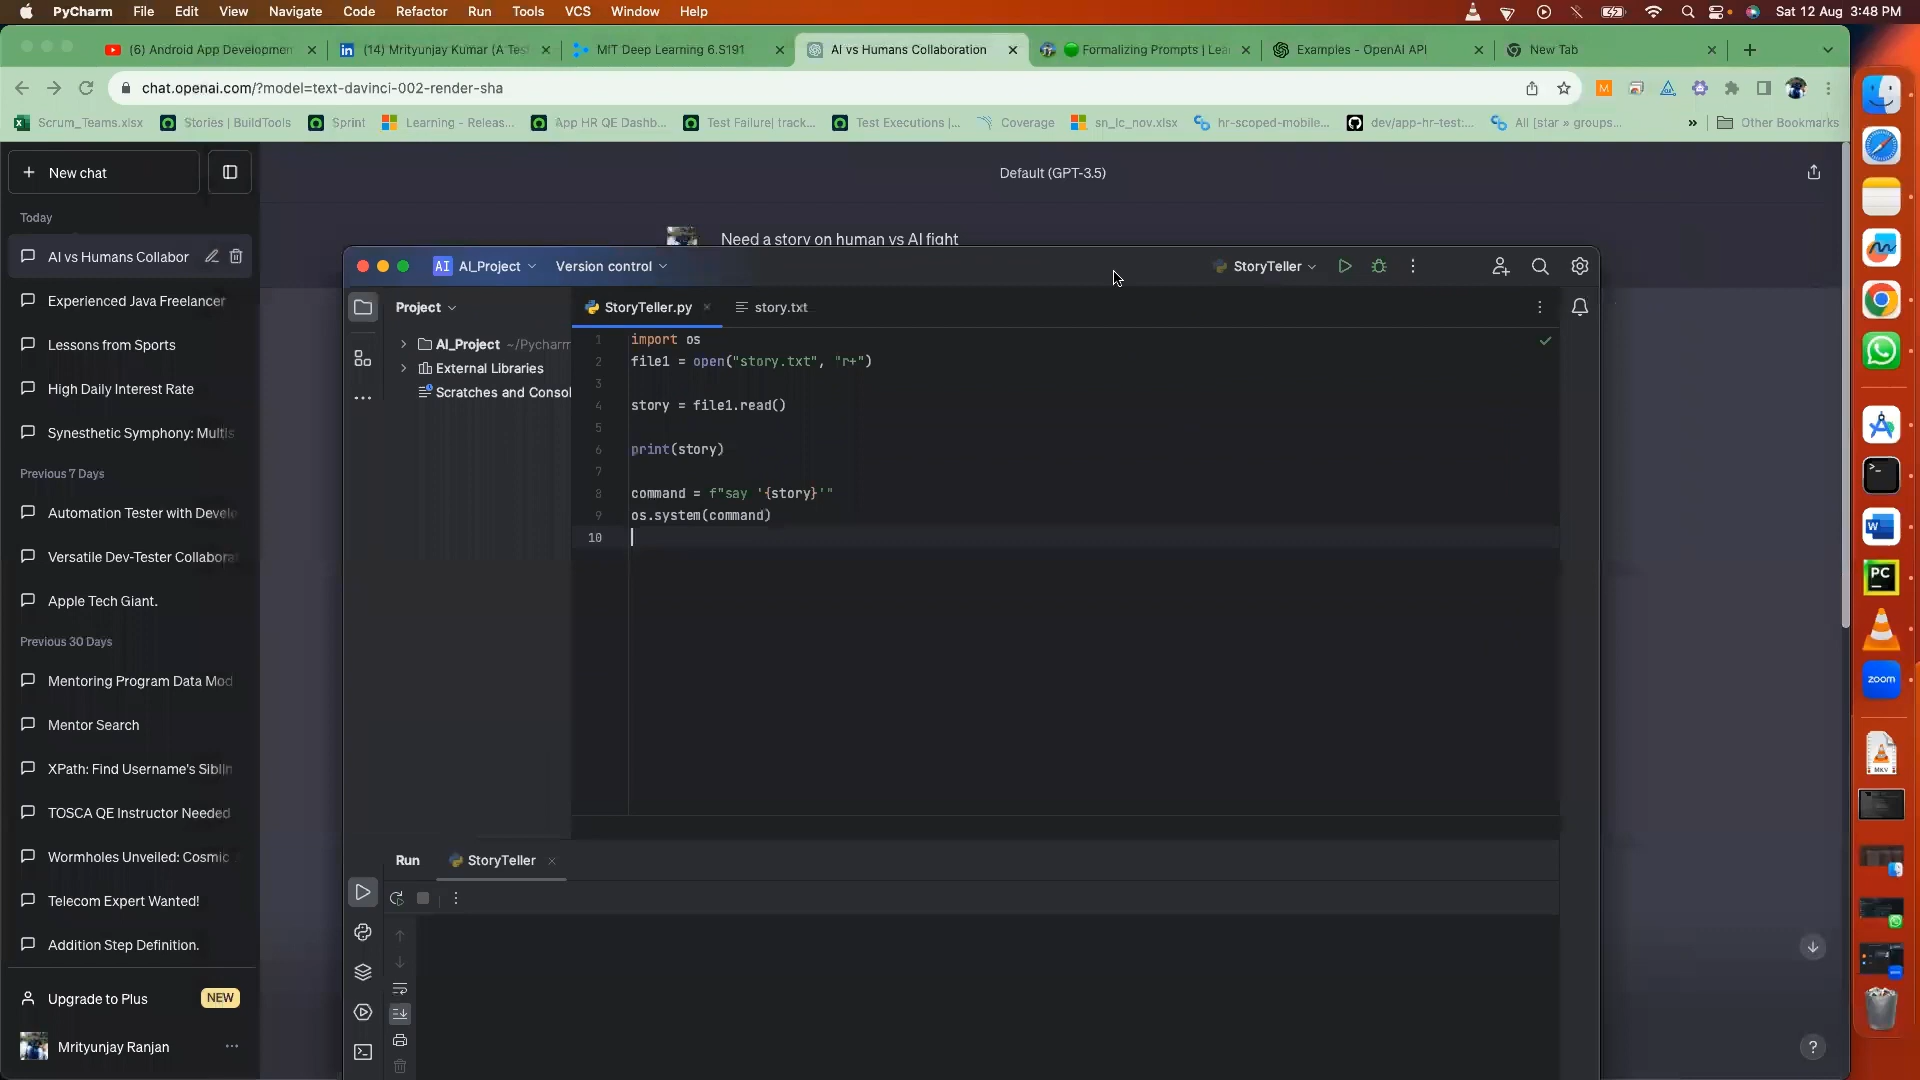 PyCharm File Edit View Navigate Code Refactor Run Tools VCS Window Help Sat 12 Aug 3:48 PM
(6) Android App Developmen (14) Mrityunjay Kumar (A Tes MIT Deep Learning 6.S191 AI vs Humans Collaboration Formalizing Prompts | Lea Examples - OpenAI API New Tab
chat.openai.com/?model=text-davinci-002-render-sha
Scrum_Teams.xlsx Stories | BuildTools Sprint Learning - Releas... App HR QE Dashb... Test Failure| track... Test Executions |... Coverage sn_lc_nov.xlsx hr-scoped-mobile... dev/app-hr-test:... All [star » groups... » Other Bookmarks
+ New chat
Default (GPT-3.5)
Today
Need a story on human vs AI fight
AI vs Humans Collabor
Experienced Java Freelancer
Lessons from Sports
High Daily Interest Rate
Synesthetic Symphony: Multis
Previous 7 Days
Automation Tester with Develo
Versatile Dev-Tester Collabora
Apple Tech Giant.
Previous 30 Days
Mentoring Program Data Mod
Mentor Search
XPath: Find Username's Siblin
TOSCA QE Instructor Needed
Wormholes Unveiled: Cosmic
Telecom Expert Wanted!
Addition Step Definition.
Upgrade to Plus NEW
Mrityunjay Ranjan ...
AI AI_Project Version control StoryTeller
Project StoryTeller.py story.txt
AI_Project ~/Pycharm
External Libraries
Scratches and Consol
1 import os
2 file1 = open("story.txt", "r+")
3
4 story = file1.read()
5
6 print(story)
7
8 command = f"say '{story}'"
9 os.system(command)
10
Run StoryTeller
PC
zoom
MKV
?